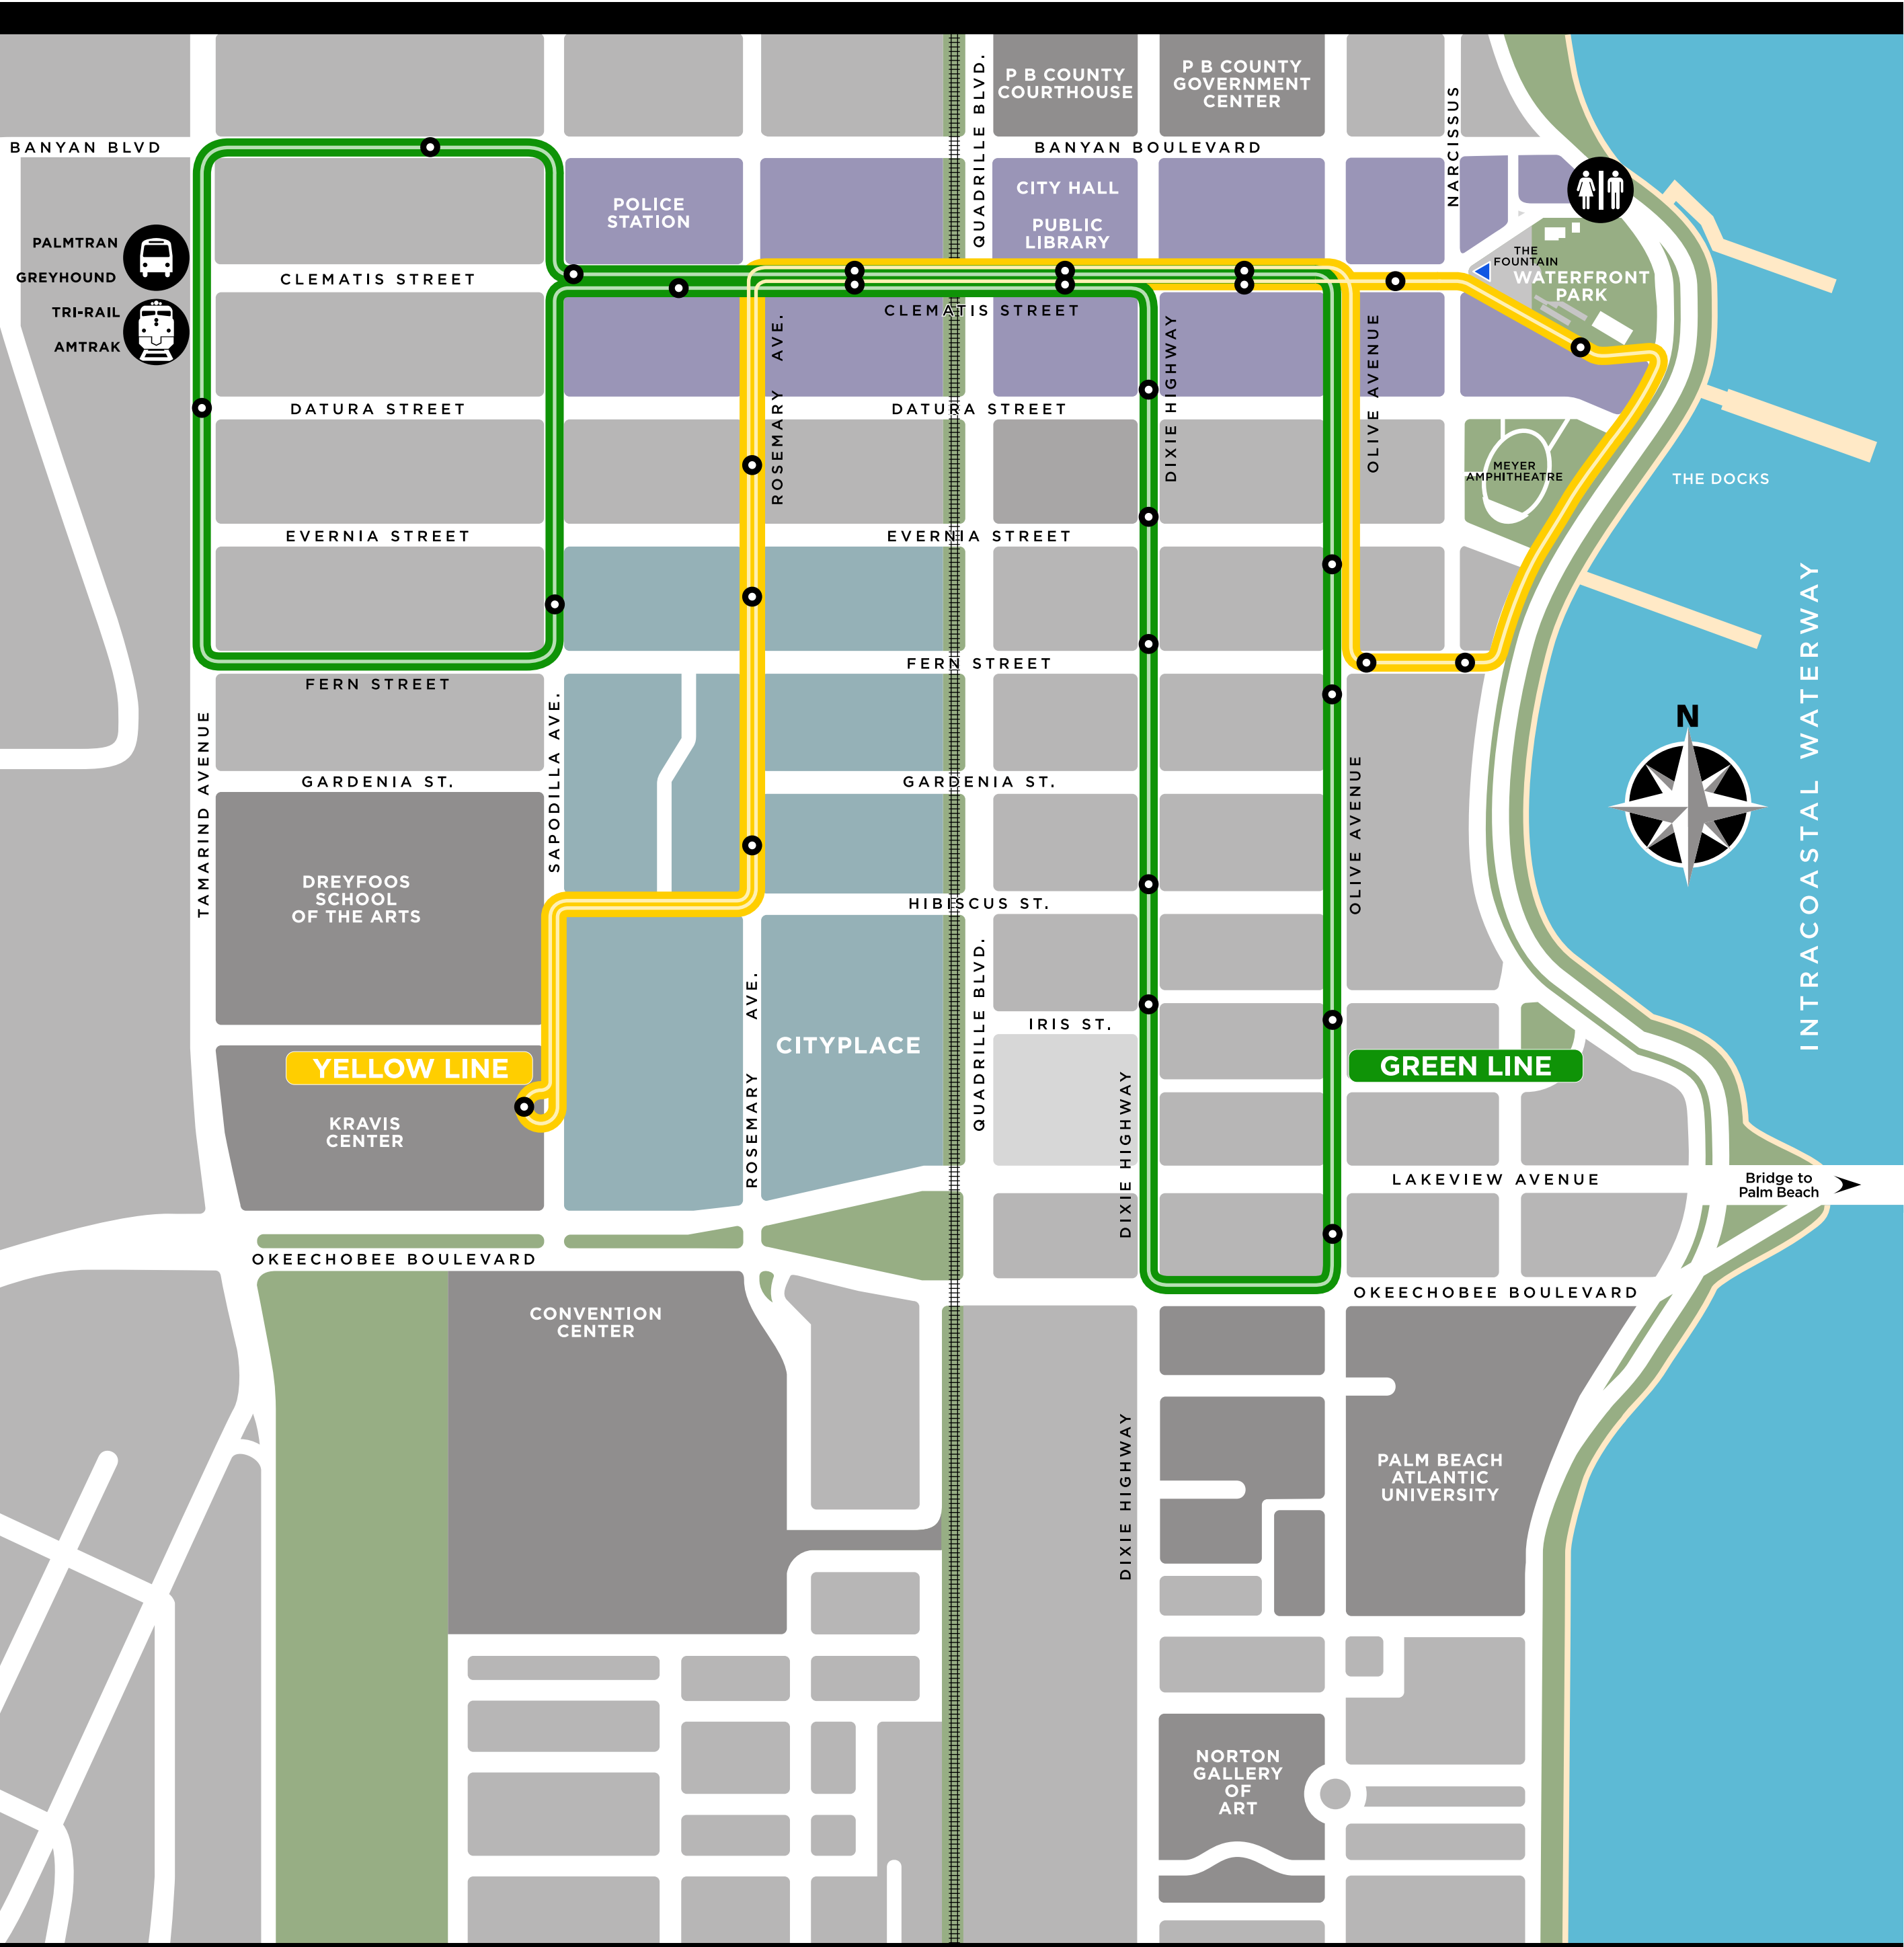 P B COUNTY
COURTHOUSE
P B COUNTY
GOVERNMENT
CENTER
QUADRILLE BLVD.
NARCISSUS
BANYAN BLVD
BANYAN BOULEVARD
POLICE
STATION
CITY HALL
PUBLIC
LIBRARY
PALMTRAN
GREYHOUND
TRI-RAIL
AMTRAK
CLEMATIS STREET
THE
FOUNTAIN
WATERFRONT
PARK
CLEMATIS STREET
ROSEMARY AVE.
DIXIE HIGHWAY
OLIVE AVENUE
DATURA STREET
DATURA STREET
MEYER
AMPHITHEATRE
THE DOCKS
EVERNIA STREET
EVERNIA STREET
INTRACOASTAL WATERWAY
FERN STREET
FERN STREET
TAMARIND AVENUE
SAPODILLA AVE.
N
GARDENIA ST.
GARDENIA ST.
OLIVE AVENUE
DREYFOOS
SCHOOL
OF THE ARTS
HIBISCUS ST.
QUADRILLE BLVD.
ROSEMARY AVE.
IRIS ST.
CITYPLACE
YELLOW LINE
GREEN LINE
KRAVIS
CENTER
DIXIE HIGHWAY
LAKEVIEW AVENUE
Bridge to
Palm Beach
OKEECHOBEE BOULEVARD
OKEECHOBEE BOULEVARD
CONVENTION
CENTER
DIXIE HIGHWAY
PALM BEACH
ATLANTIC
UNIVERSITY
NORTON
GALLERY
OF
ART